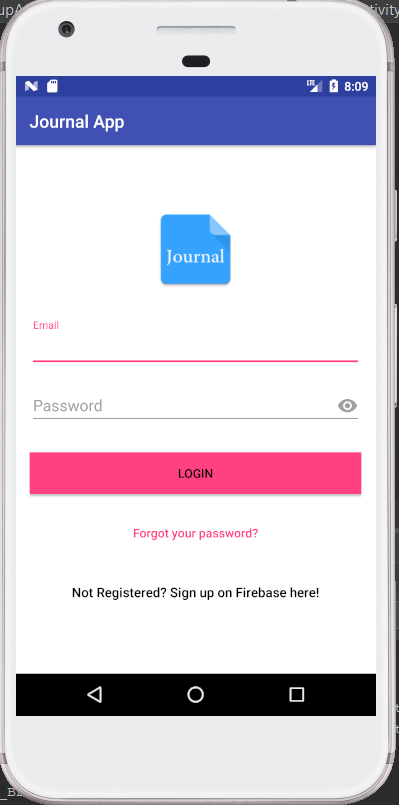 upA
tivity
LTE 8:09
Journal App
Journal
Email
Password
LOGIN
Forgot your password?
Not Registered? Sign up on Firebase here!